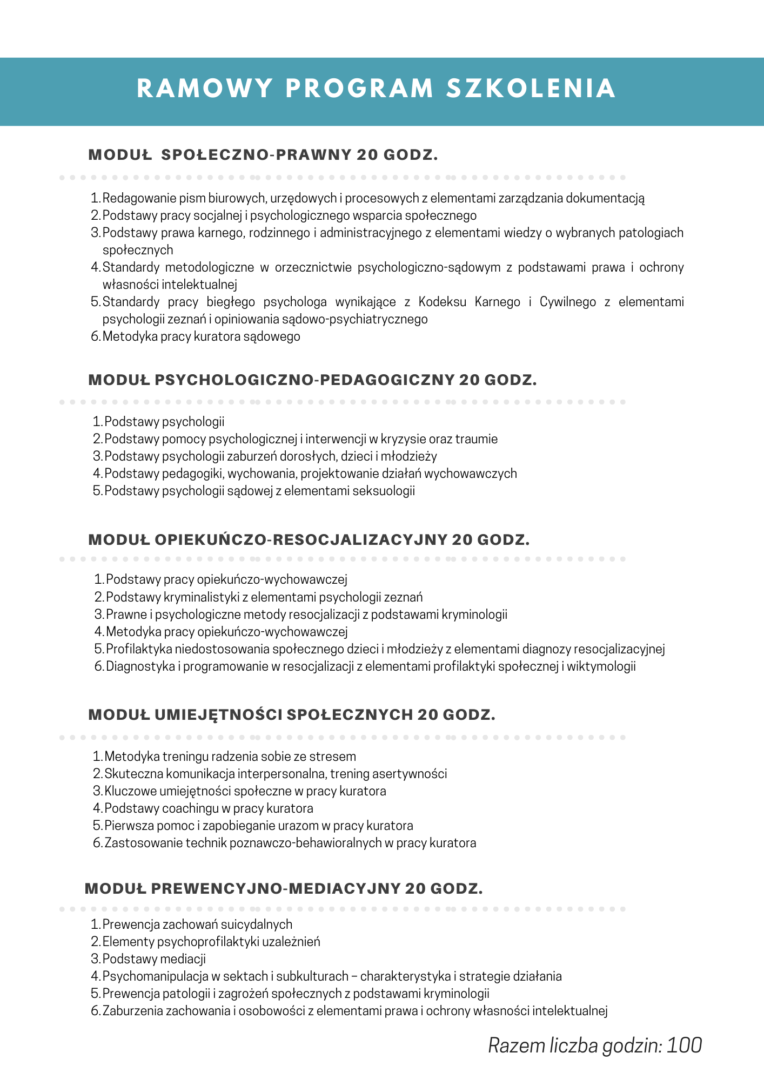 RAMOWY PROGRAM SZKOLENIA
MODUŁ SPOŁECZNO-PRAWNY 20 GODZ.
1.Redagowanie pism biurowych, urzędowych i procesowych z elementami zarządzania dokumentacją
2.Podstawy pracy socjalnej i psychologicznego wsparcia społecznego
3.Podstawy prawa karnego, rodzinnego i administracyjnego z elementami wiedzy o wybranych patologiach
społecznych
4.Standardy metodologiczne w orzecznictwie psychologiczno-sądowym z podstawami prawa i ochrony
własności intelektualnej
5.Standardy pracy biegłego psychologa wynikające z Kodeksu Karnego i Cywilnego z elementami
psychologii zeznań i opiniowania sądowo-psychiatrycznego
6.Metodyka pracy kuratora sądowego
MODUŁ PSYCHOLOGICZNO-PEDAGOGICZNY 20 GODZ.
1.Podstawy psychologii
2.Podstawy pomocy psychologicznej i interwencji w kryzysie oraz traumie
3.Podstawy psychologii zaburzeń dorosłych, dzieci i młodzieży
4.Podstawy pedagogiki, wychowania, projektowanie działań wychowawczych
5.Podstawy psychologii sądowej z elementami seksuologii
MODUŁ OPIEKUŃCZO-RESOCJALIZACYJNY 20 GODZ.
1.Podstawy pracy opiekuńczo-wychowawczej
2.Podstawy kryminalistyki z elementami psychologii zeznań
3.Prawne i psychologiczne metody resocjalizacji z podstawami kryminologii
4.Metodyka pracy opiekuńczo-wychowawczej
5.Profilaktyka niedostosowania społecznego dzieci i młodzieży z elementami diagnozy resocjalizacyjnej
6.Diagnostyka i programowanie w resocjalizacji z elementami profilaktyki społecznej i wiktymologii
MODUŁ UMIEJĘTNOŚCI SPOŁECZNYCH 20 GODZ.
1.Metodyka treningu radzenia sobie ze stresem
2.Skuteczna komunikacja interpersonalna, trening asertywności
3.Kluczowe umiejętności społeczne w pracy kuratora
4.Podstawy coachingu w pracy kuratora
5.Pierwsza pomoc i zapobieganie urazom w pracy kuratora
6.Zastosowanie technik poznawczo-behawioralnych w pracy kuratora
MODUŁ PREWENCYJNO-MEDIACYJNY 20 GODZ.
1.Prewencja zachowań suicydalnych
2.Elementy psychoprofilaktyki uzależnień
3.Podstawy mediacji
4.Psychomanipulacja w sektach i subkulturach – charakterystyka i strategie działania
5.Prewencja patologii i zagrożeń społecznych z podstawami kryminologii
6.Zaburzenia zachowania i osobowości z elementami prawa i ochrony własności intelektualnej
Razem liczba godzin: 100